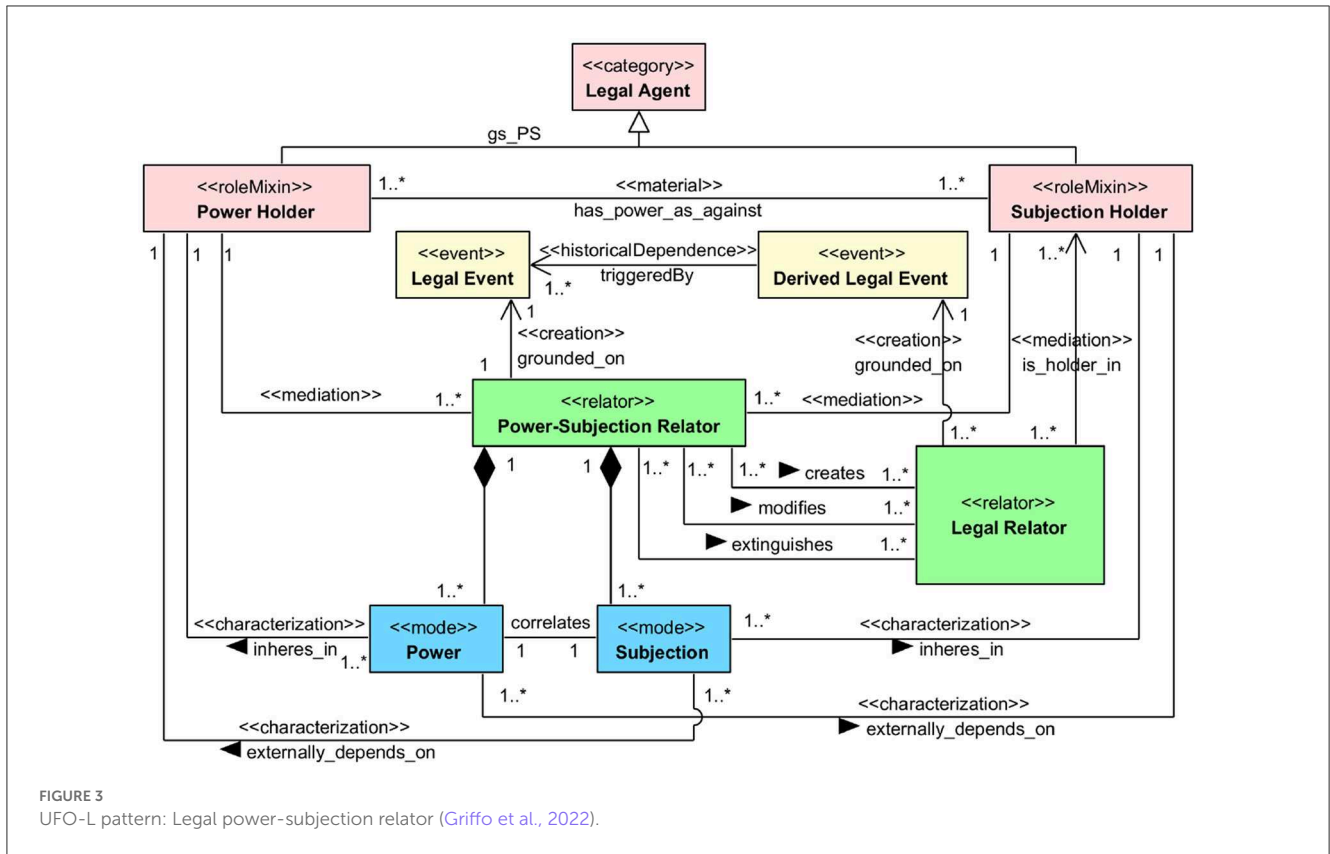 <<category>>
Legal Agent
gs_PS
<<roleMixin>>
Power Holder
1..*
<<material>>
has_power_as_against
1..*
<<roleMixin>>
Subjection Holder
1
1
1
<<event>>
Legal Event
<<historicalDependence>>
triggeredBy
1..*
<<event>>
Derived Legal Event
1
1..*
1
1
1
<<creation>>
grounded_on
1
1
<<creation>>
grounded_on
<<mediation>>
is_holder_in
<<mediation>>
1..*
<<relator>>
Power-Subjection Relator
1..*
<<mediation>>
1..*
1..*
1
1
1..*
1..*
1..*
creates
1..*
modifies
1..*
extinguishes
1..*
<<relator>>
Legal Relator
1..*
1..*
<<characterization>>
inheres_in
1..*
<<mode>>
Power
correlates
1
1
<<mode>>
Subjection
1..*
<<characterization>>
inheres_in
1..*
1..*
<<characterization>>
externally_depends_on
<<characterization>>
externally_depends_on
FIGURE 3
UFO-L pattern: Legal power-subjection relator (Griffo et al., 2022).